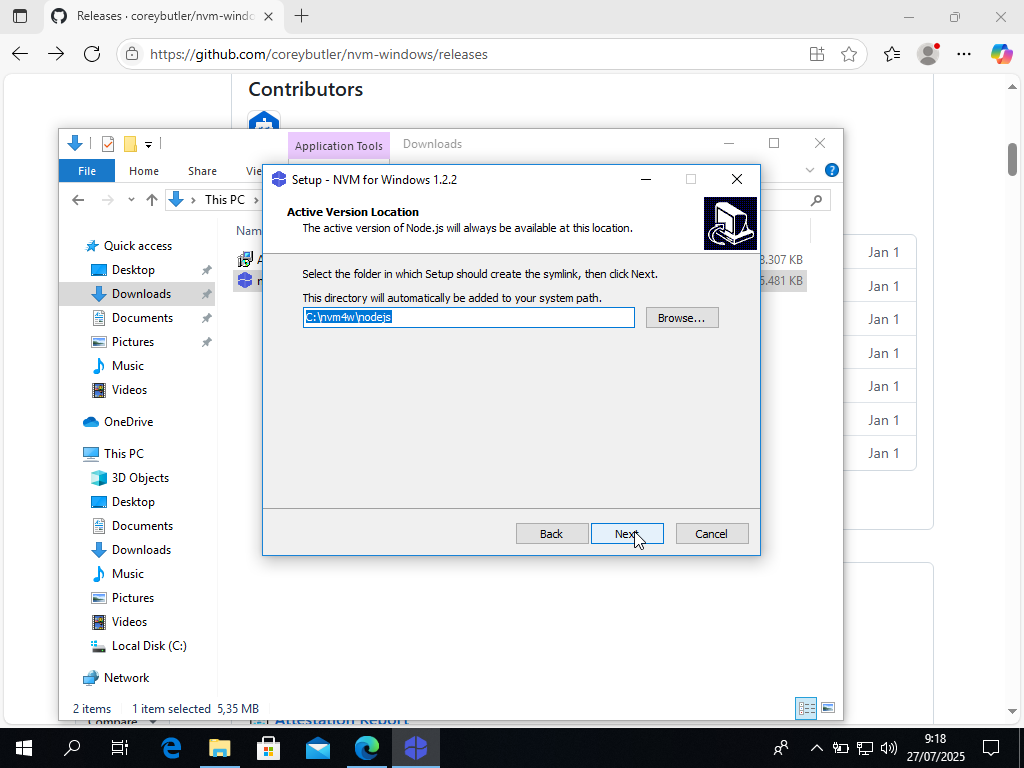 Releases · coreybutler/nvm-windo
https://github.com/coreybutler/nvm-windows/releases
Contributors
Application Tools
Downloads
File
Home
Share
This PC
Setup - NVM for Windows 1.2.2
Active Version Location
The active version of Node.js will always be available at this location.
Select the folder in which Setup should create the symlink, then click Next.
This directory will automatically be added to your system path.
C:\nvm4w\nodejs
Browse...
Back
Next
Cancel
Quick access
Desktop
Downloads
Documents
Pictures
Music
Videos
OneDrive
This PC
3D Objects
Desktop
Documents
Downloads
Music
Pictures
Videos
Local Disk (C:)
Network
.307 KB
.481 KB
2 items
1 item selected 5,35 MB
Jan 1
Jan 1
Jan 1
Jan 1
Jan 1
Jan 1
Jan 1
Compare
Attestation Report
9:18
27/07/2025